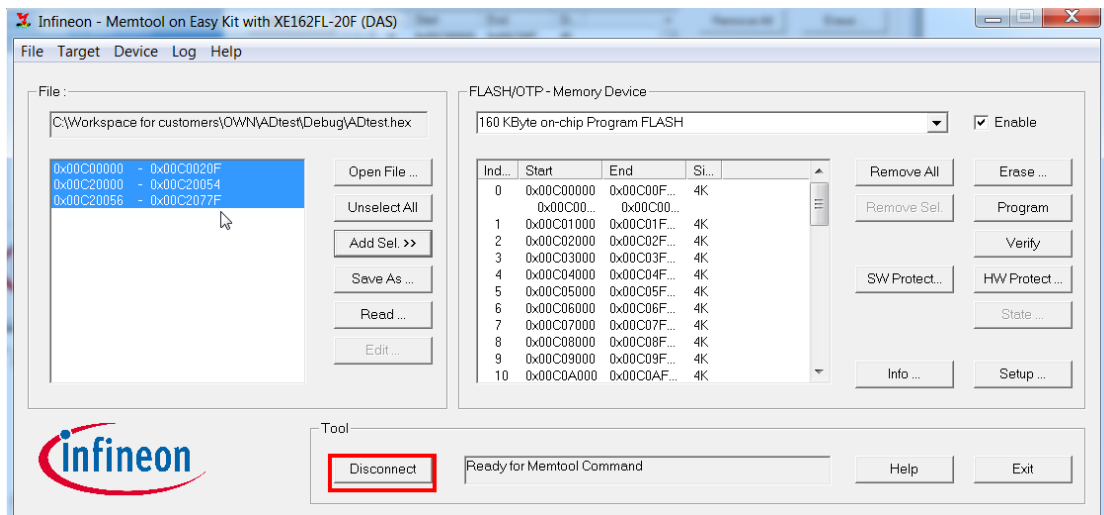 Infineon - Memtool on Easy Kit with XE162FL-20F (DAS)
File Target Device Log Help
File :
C:\Workspace for customers\OWN\ADtest\Debug\ADtest.hex
0x00C00000 - 0x00C0020F
0x00C20000 - 0x00C20054
0x00C20056 - 0x00C2077F
Open File ...
Unselect All
Add Sel. >>
Save As ...
Read ...
Edit ...
FLASH/OTP - Memory Device
160 KByte on-chip Program FLASH
Enable
Ind... Start End Si...
0 0x00C00000 0x00C00F... 4K
0x00C00... 0x00C00...
1 0x00C01000 0x00C01F... 4K
2 0x00C02000 0x00C02F... 4K
3 0x00C03000 0x00C03F... 4K
4 0x00C04000 0x00C04F... 4K
5 0x00C05000 0x00C05F... 4K
6 0x00C06000 0x00C06F... 4K
7 0x00C07000 0x00C07F... 4K
8 0x00C08000 0x00C08F... 4K
9 0x00C09000 0x00C09F... 4K
10 0x00C0A000 0x00C0AF... 4K
Remove All
Erase ...
Remove Sel.
Program
Verify
SW Protect...
HW Protect ...
State ...
Info ...
Setup ...
infineon
Tool
Disconnect
Ready for Memtool Command
Help
Exit